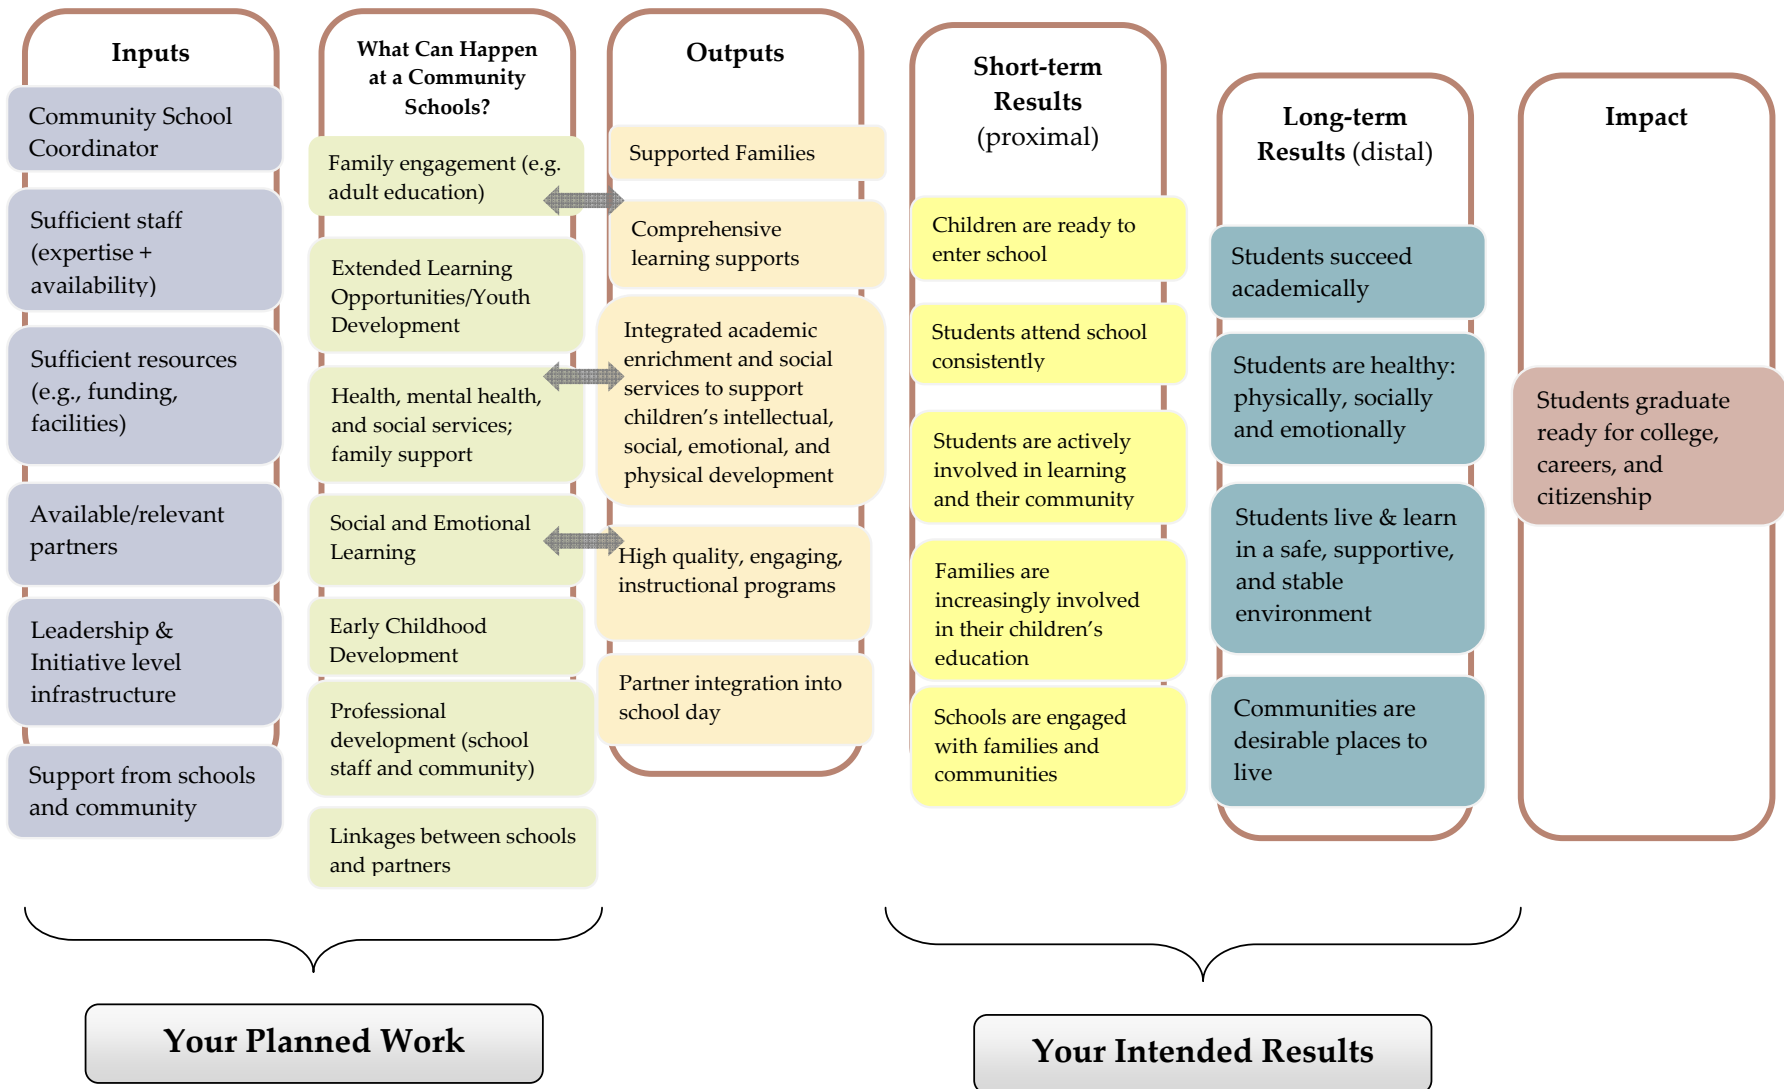 Inputs
Community School
Coordinator
Sufficient staff
(expertise +
availability)
Sufficient resources
(e.g., funding,
facilities)
Available/relevant
partners
Leadership &
Initiative level
infrastructure
Support from schools
and community
What Can Happen
at a Community
Schools?
Family engagement (e.g.
adult education)
Extended Learning
Opportunities/Youth
Development
Health, mental health,
and social services;
family support
Social and Emotional
Learning
Early Childhood
Development
Professional
development (school
staff and community)
Linkages between schools
and partners
Outputs
Supported Families
Comprehensive
learning supports
Integrated academic
enrichment and social
services to support
children’s intellectual,
social, emotional, and
physical development
High quality, engaging,
instructional programs
Partner integration into
school day
Short-term
Results
(proximal)
Children are ready to
enter school
Students attend school
consistently
Students are actively
involved in learning
and their community
Families are
increasingly involved
in their children’s
education
Schools are engaged
with families and
communities
Long-term
Results (distal)
Students succeed
academically
Students are healthy:
physically, socially
and emotionally
Students live & learn
in a safe, supportive,
and stable
environment
Communities are
desirable places to
live
Impact
Students graduate
ready for college,
careers, and
citizenship
Your Planned Work
Your Intended Results